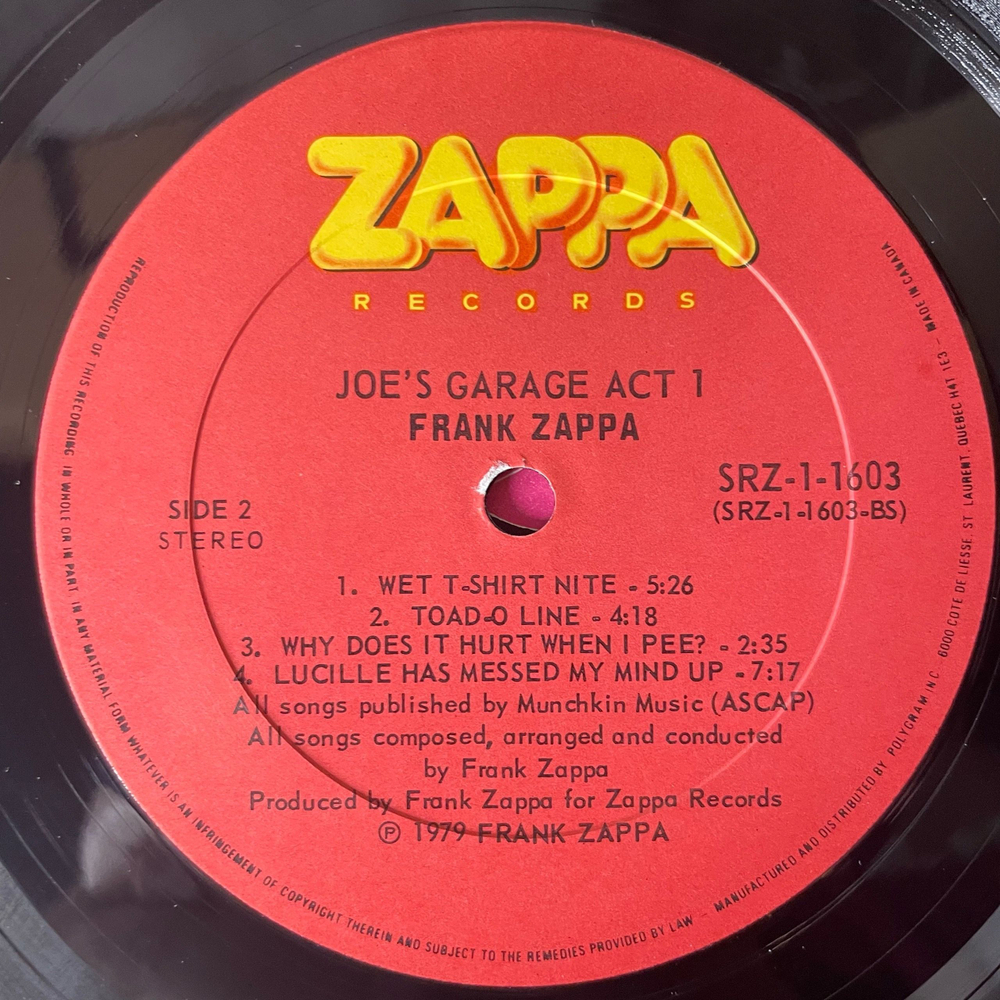 ZAPPA
RECORDS
JOE'S GARAGE ACT 1
FRANK ZAPPA
SIDE 2
STEREO
SRZ-1-1603
(SRZ-1-1603-BS)
1. WET T-SHIRT NITE - 5:26
2. TOAD-O LINE - 4:18
3. WHY DOES IT HURT WHEN I PEE? - 2:35
4. LUCILLE HAS MESSED MY MIND UP - 7:17
All songs published by Munchkin Music (ASCAP)
All songs composed, arranged and conducted
by Frank Zappa
Produced by Frank Zappa for Zappa Records
℗ 1979 FRANK ZAPPA
REPRODUCTION OF THIS RECORDING IN WHOLE OR IN PART IN ANY MATERIAL FORM WHATEVER IS AN INFRINGEMENT OF COPYRIGHT THEREIN AND SUBJECT TO THE REMEDIES PROVIDED BY LAW - MANUFACTURED AND DISTRIBUTED BY POLYGRAM INC 6000 COTE DE LIESSE, ST LAURENT, QUEBEC H4T 1E3 - MADE IN CANADA